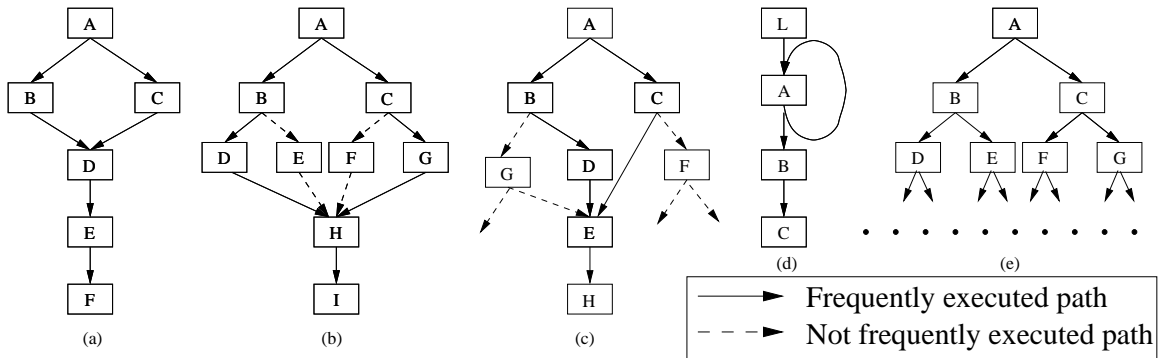 A
B C
D
E
F
(a)
A
B C
D E F G
H
I
(b)
A
B C
G D F
E
H
(c)
L
A
B
C
(d)
A
B C
D E F G
(e)
Frequently executed path
Not frequently executed path